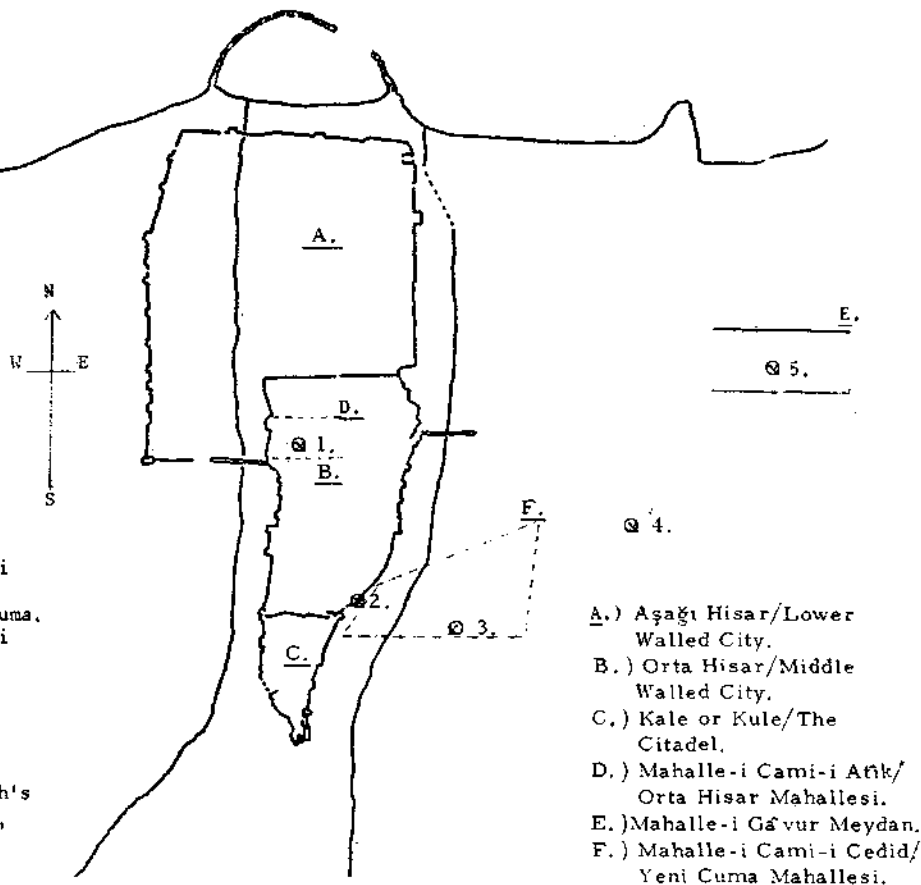 A.
N
W E
S
E.
5.
D.
1.
B.
F.
4.
2.
3.
C.
i
uma.
i
h's
,
A.) Aşağı Hisar/Lower
Walled City.
B.) Orta Hisar/Middle
Walled City.
C.) Kale or Kule/The
Citadel.
D.) Mahalle-i Cami-i Atik/
Orta Hisar Mahallesi.
E.)Mahalle-i Gâvur Meydan.
F.) Mahalle-i Cami-i Cedid/
Yeni Cuma Mahallesi.